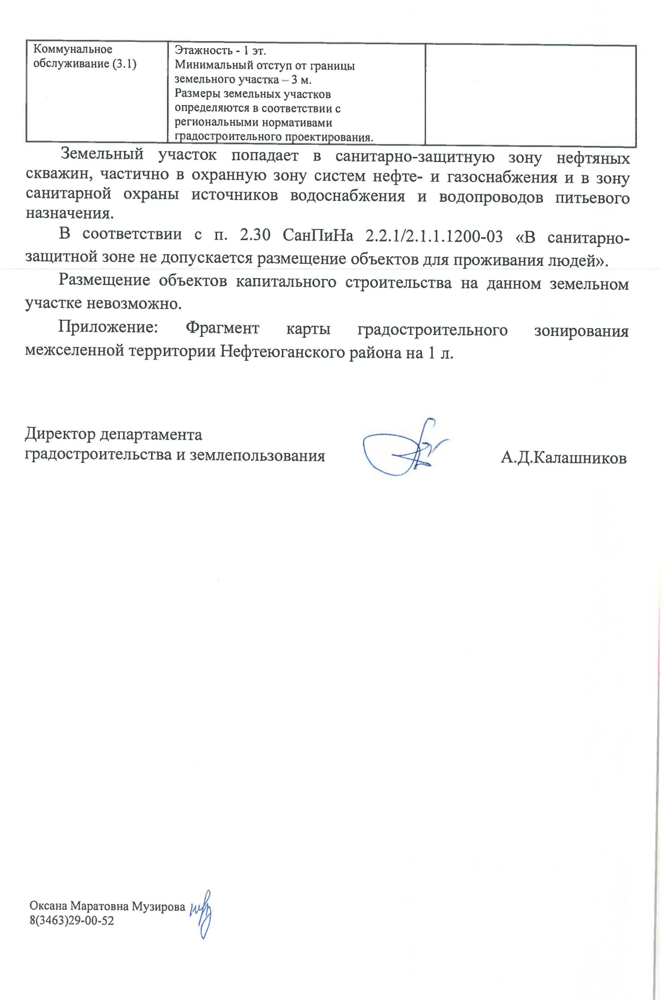 Коммунальное
обслуживание (3.1)
Этажность - 1 эт.
Минимальный отступ от границы
земельного участка – 3 м.
Размеры земельных участков
определяются в соответствии с
региональными нормативами
градостроительного проектирования.
Земельный участок попадает в санитарно-защитную зону нефтяных
скважин, частично в охранную зону систем нефте- и газоснабжения и в зону
санитарной охраны источников водоснабжения и водопроводов питьевого
назначения.
В соответствии с п. 2.30 СанПиНа 2.2.1/2.1.1.1200-03 «В санитарно-
защитной зоне не допускается размещение объектов для проживания людей».
Размещение объектов капитального строительства на данном земельном
участке невозможно.
Приложение: Фрагмент карты градостроительного зонирования
межселенной территории Нефтеюганского района на 1 л.
Директор департамента
градостроительства и землепользования
А.Д.Калашников
Оксана Маратовна Музирова
8(3463)29-00-52